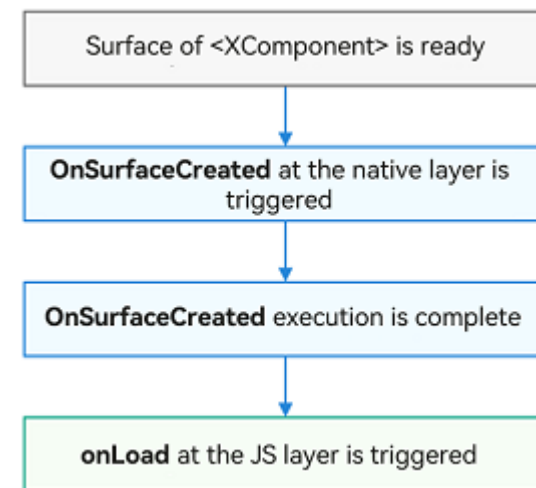 Surface of <XComponent> is ready
OnSurfaceCreated at the native layer is
triggered
OnSurfaceCreated execution is complete
onLoad at the JS layer is triggered